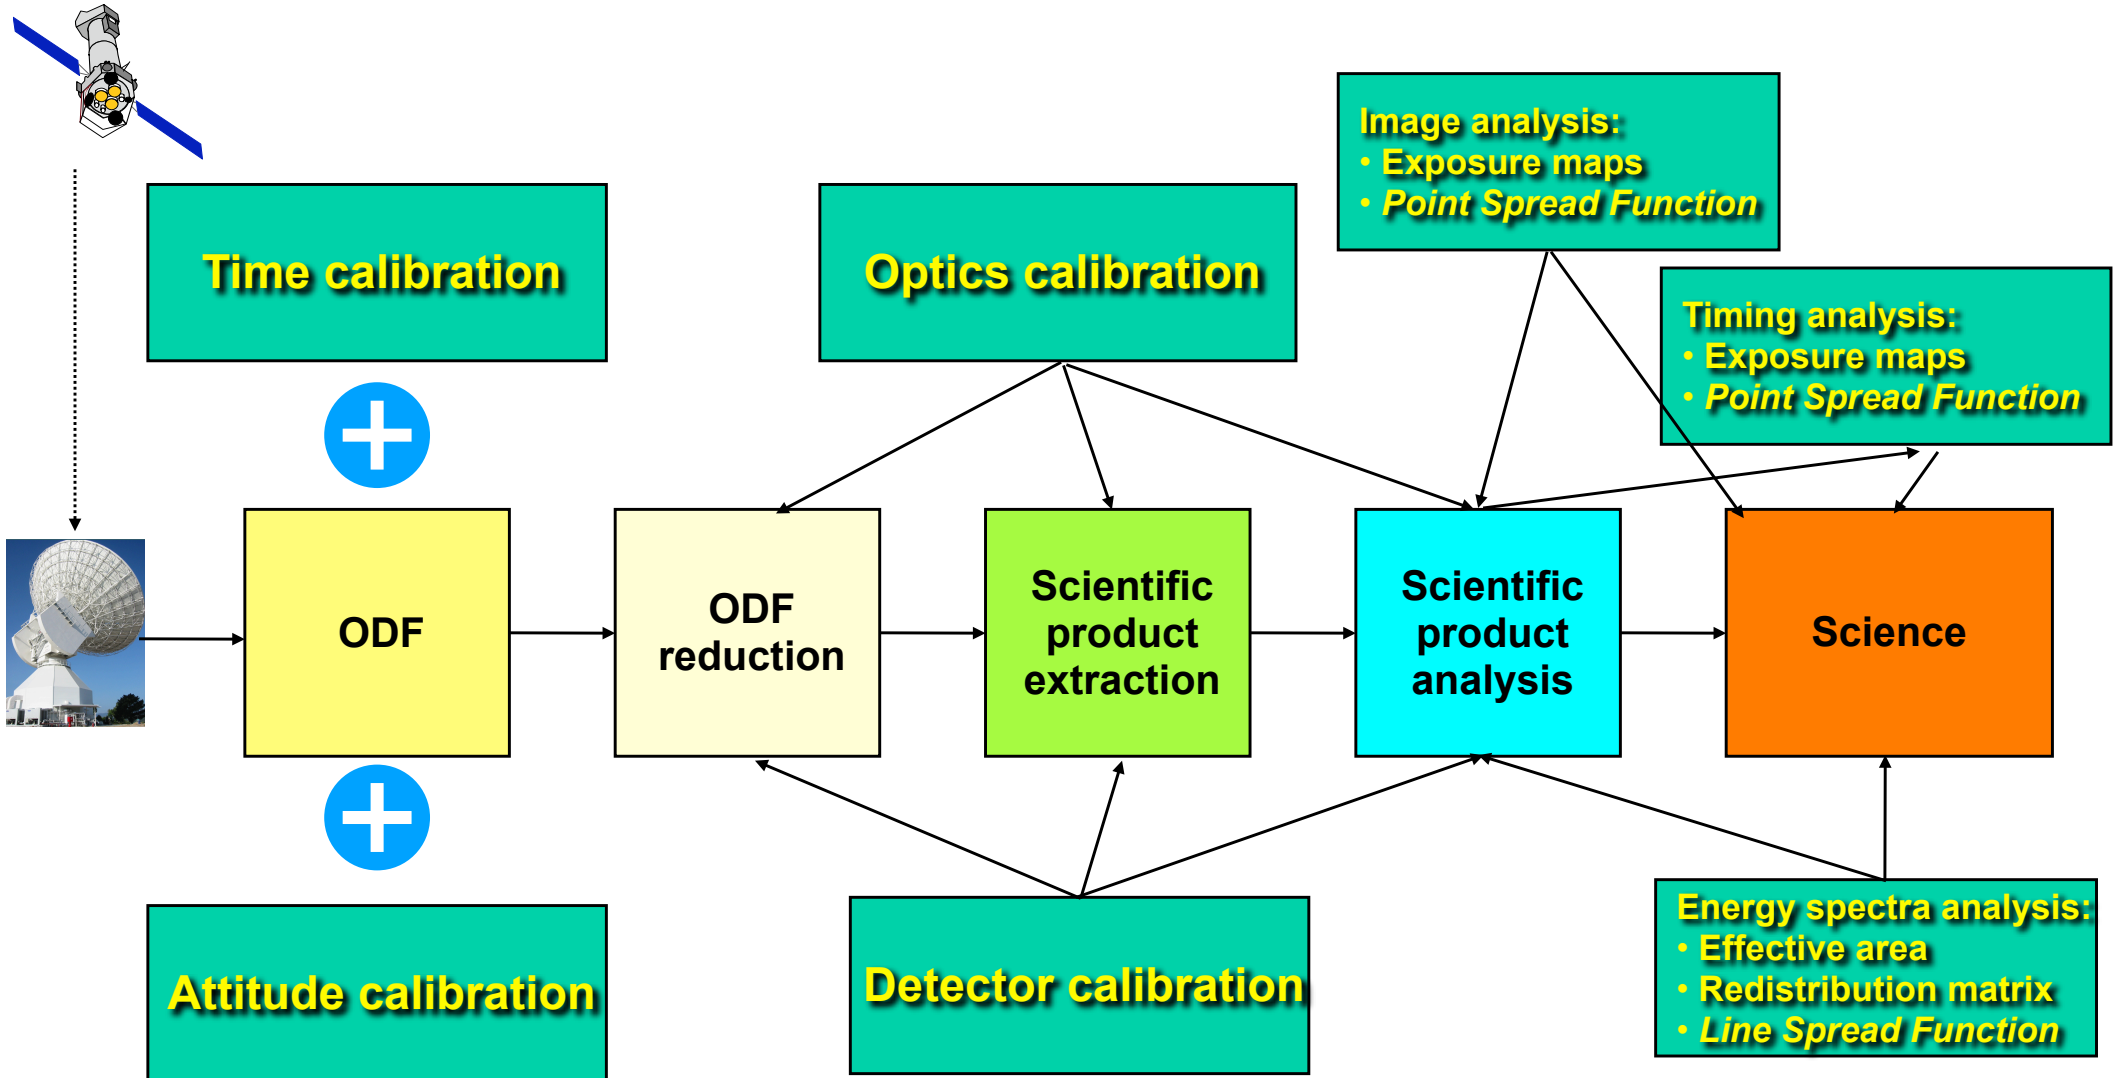 Image analysis:
• Exposure maps
• Point Spread Function
Time calibration
Optics calibration
Timing analysis:
• Exposure maps
• Point Spread Function
ODF
ODF
reduction
Scientific
product
extraction
Scientific
product
analysis
Science
Attitude calibration
Detector calibration
Energy spectra analysis:
• Effective area
• Redistribution matrix
• Line Spread Function